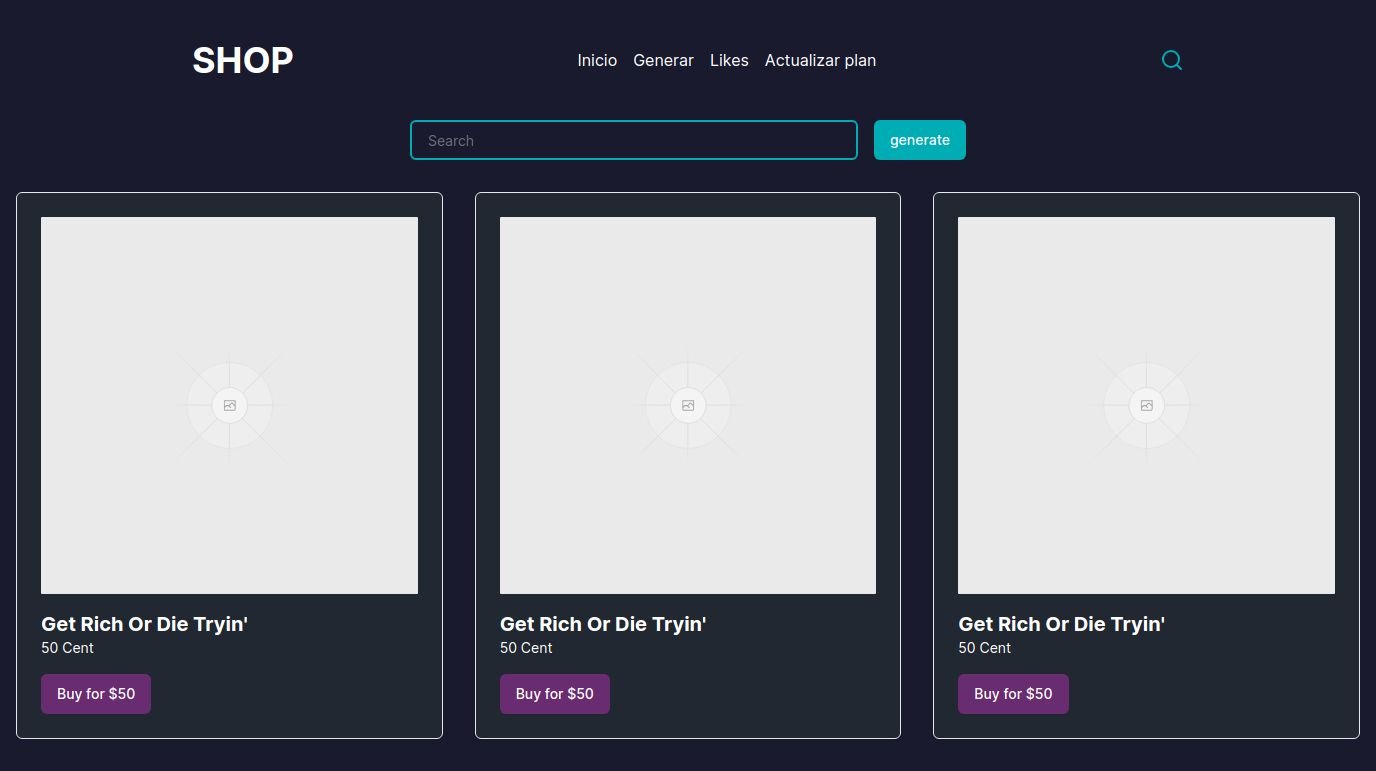 SHOP
Inicio Generar Likes Actualizar plan
Search
generate
Get Rich Or Die Tryin'
50 Cent
Buy for $50
Get Rich Or Die Tryin'
50 Cent
Buy for $50
Get Rich Or Die Tryin'
50 Cent
Buy for $50